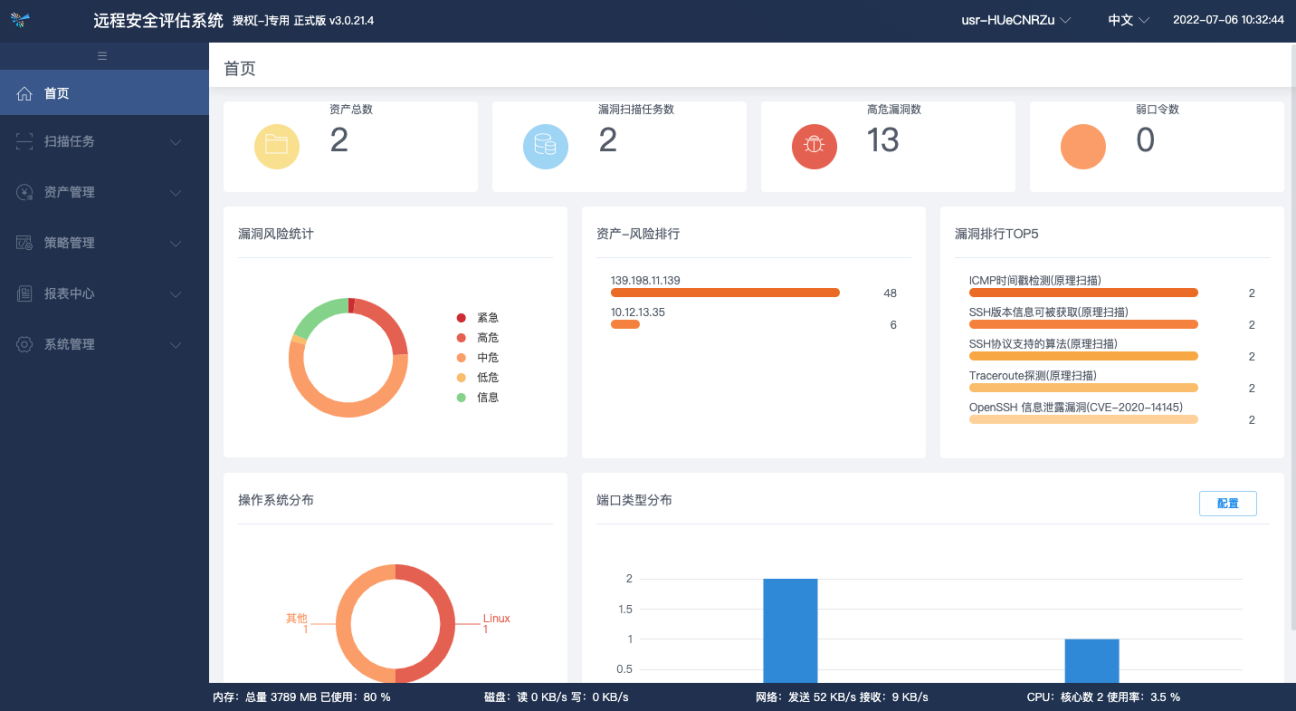 远程安全评估系统 授权[-]专用 正式版 v3.0.21.4
usr-HUeCNRZu 中文 2022-07-06 10:32:44
首页
扫描任务
资产管理
策略管理
报表中心
系统管理
首页
资产总数
2
漏洞扫描任务数
2
高危漏洞数
13
弱口令数
0
漏洞风险统计
紧急
高危
中危
低危
信息
资产-风险排行
139.198.11.139
48
10.12.13.35
6
漏洞排行TOP5
ICMP时间戳检测(原理扫描)
2
SSH版本信息可被获取(原理扫描)
2
SSH协议支持的算法(原理扫描)
2
Traceroute探测(原理扫描)
2
OpenSSH 信息泄露漏洞(CVE-2020-14145)
2
操作系统分布
其他
1
Linux
1
端口类型分布
配置
2
1.5
1
0.5
内存：总量 3789 MB 已使用：80 % 磁盘：读 0 KB/s 写：0 KB/s 网络：发送 52 KB/s 接收：9 KB/s CPU：核心数 2 使用率：3.5 %